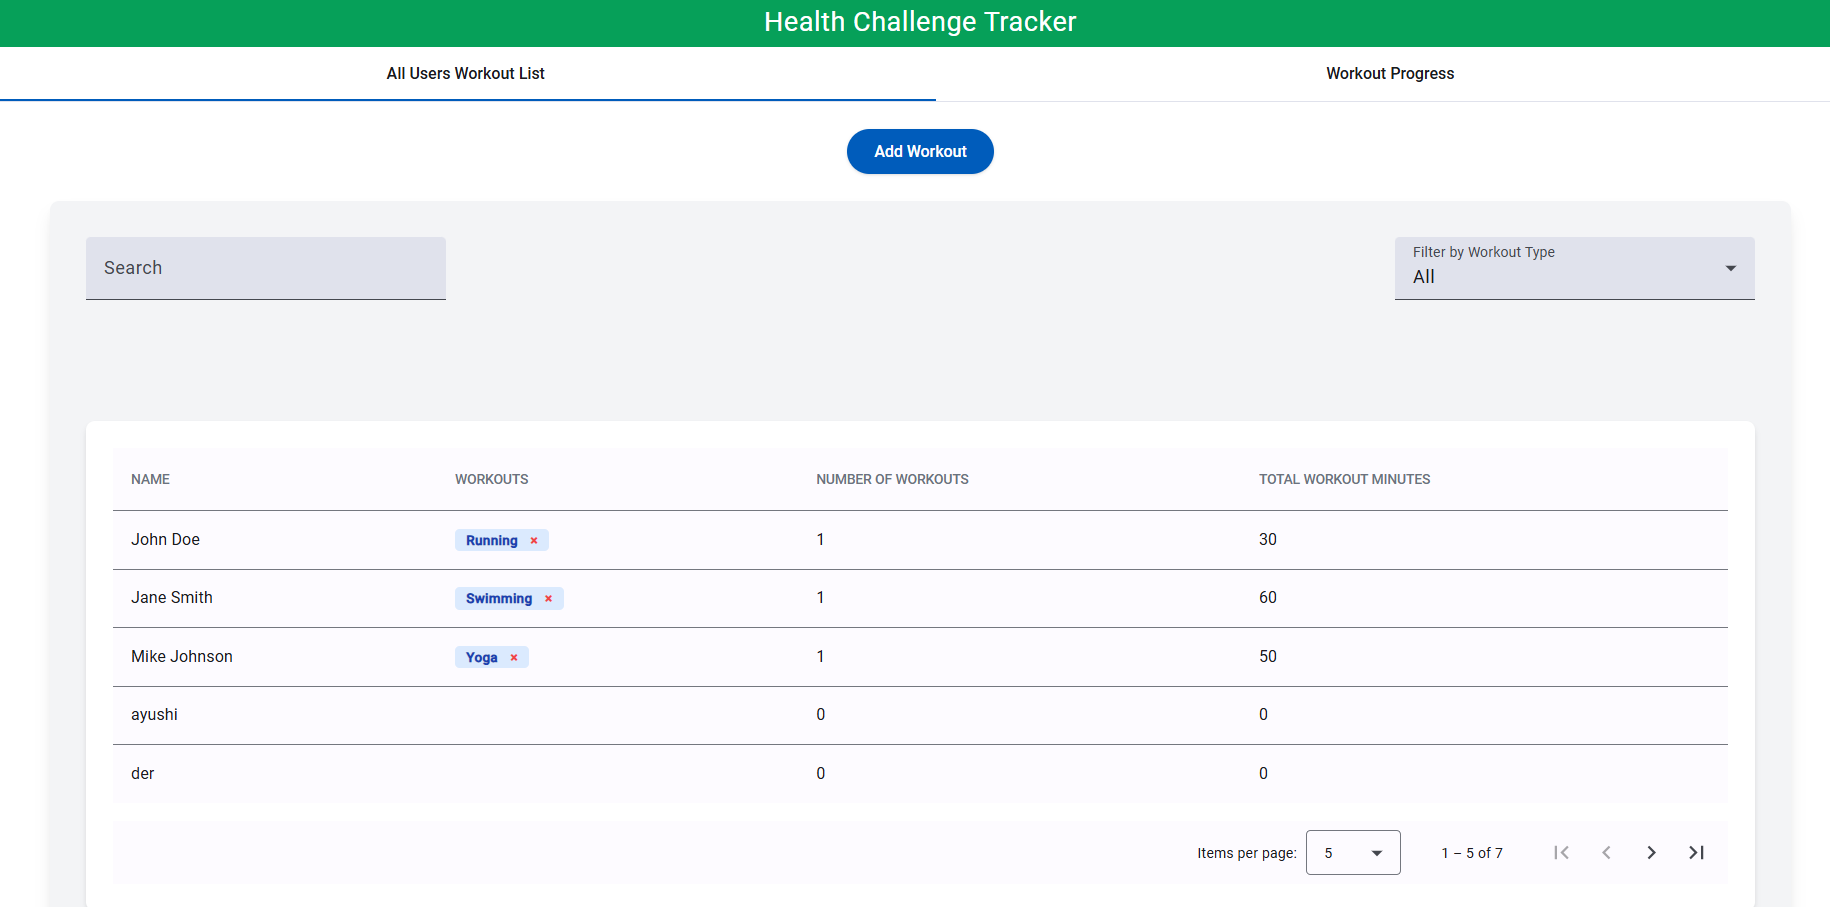 Health Challenge Tracker
All Users Workout List Workout Progress
Add Workout
Search
Filter by Workout Type
All
NAME WORKOUTS NUMBER OF WORKOUTS TOTAL WORKOUT MINUTES
John Doe Running × 1 30
Jane Smith Swimming × 1 60
Mike Johnson Yoga × 1 50
ayushi 0 0
der 0 0
Items per page: 5 1 – 5 of 7